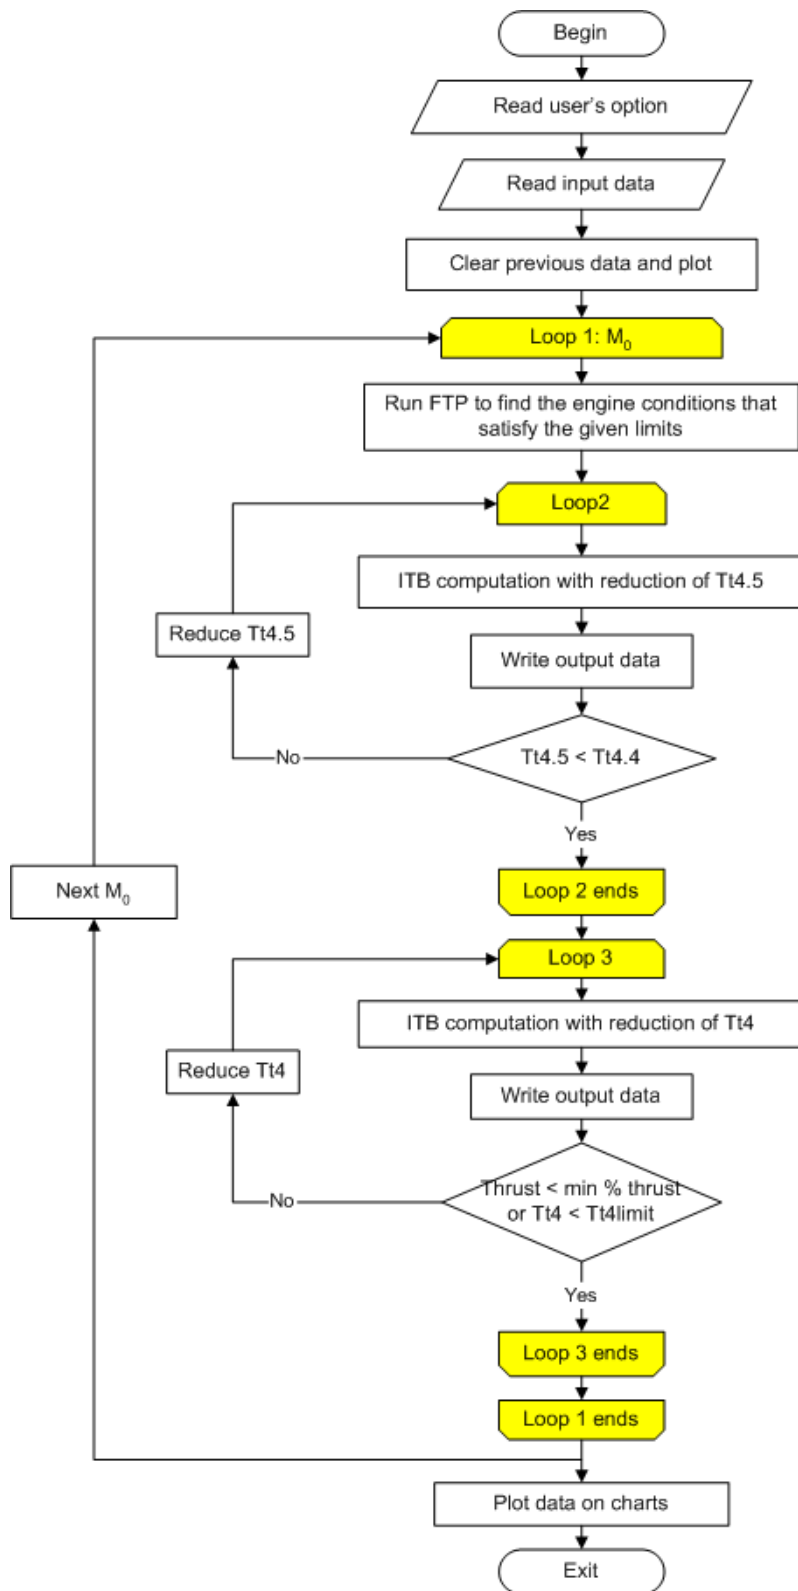 Begin
Read user's option
Read input data
Clear previous data and plot
Loop 1: M₀
Run FTP to find the engine conditions that
satisfy the given limits
Loop2
ITB computation with reduction of Tt4.5
Reduce Tt4.5
Write output data
Tt4.5 < Tt4.4
No
Yes
Next M₀
Loop 2 ends
Loop 3
ITB computation with reduction of Tt4
Reduce Tt4
Write output data
Thrust < min % thrust
or Tt4 < Tt4limit
No
Yes
Loop 3 ends
Loop 1 ends
Plot data on charts
Exit